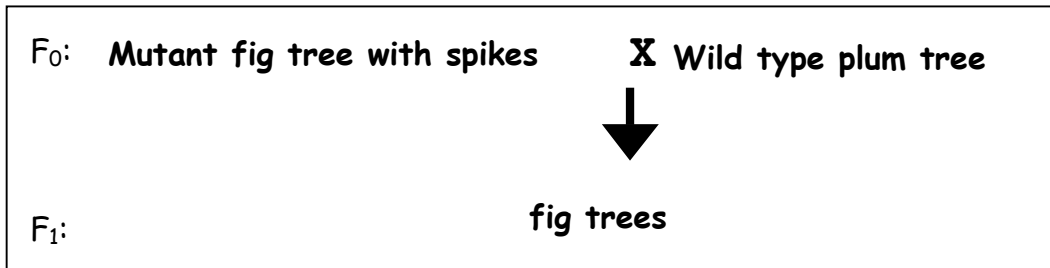 F₀: Mutant fig tree with spikes X Wild type plum tree
fig trees
F₁: